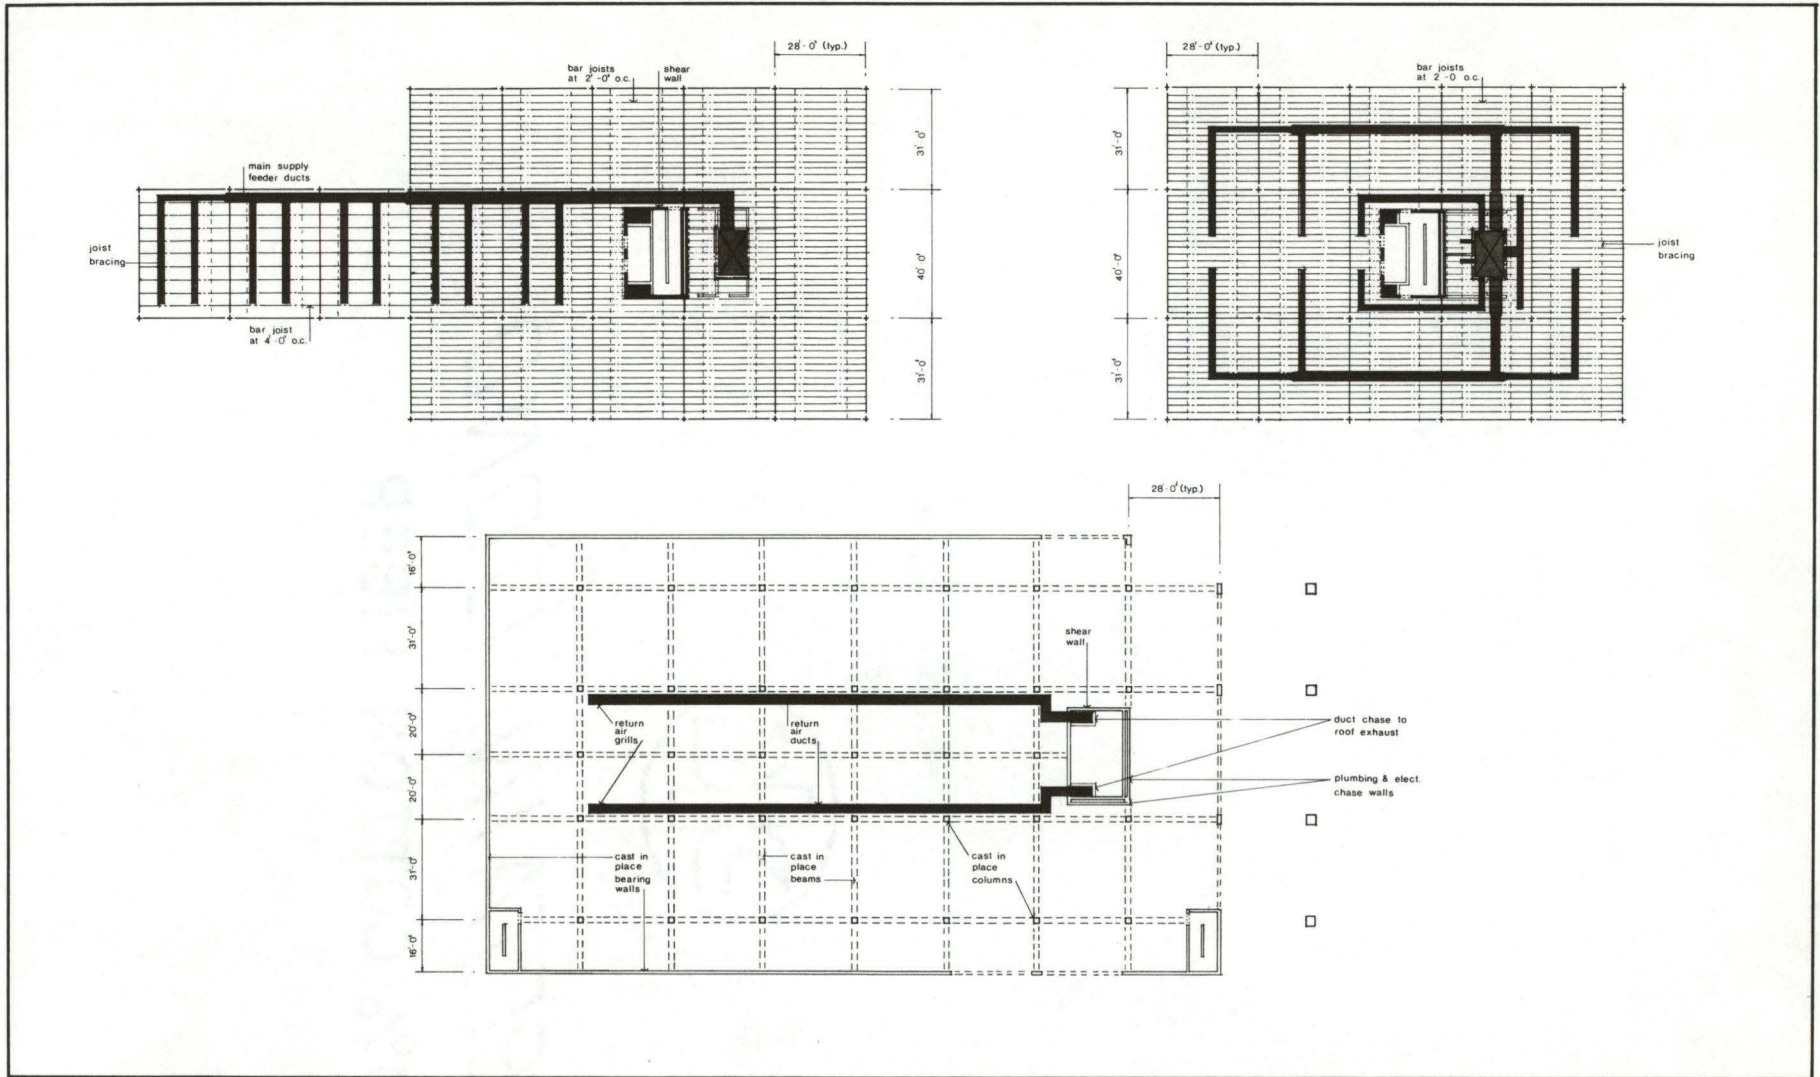 28'-0" (typ.)
bar joists
at 2'-0" o.c.
shear
wall
main supply
feeder ducts
joist
bracing
bar joist
at 4'-0" o.c.
31'-0"
40'-0"
31'-0"
28'-0" (typ.)
bar joists
at 2'-0 o.c.
31'-0"
40'-0"
31'-0"
joist
bracing
28'-0" (typ.)
16'-0"
31'-0"
20'-0"
20'-0"
31'-0"
16'-0"
shear
wall
return
air
grills
return
air
ducts
duct chase to
roof exhaust
plumbing & elect.
chase walls
cast in
place
bearing
walls
cast in
place
beams
cast in
place
columns